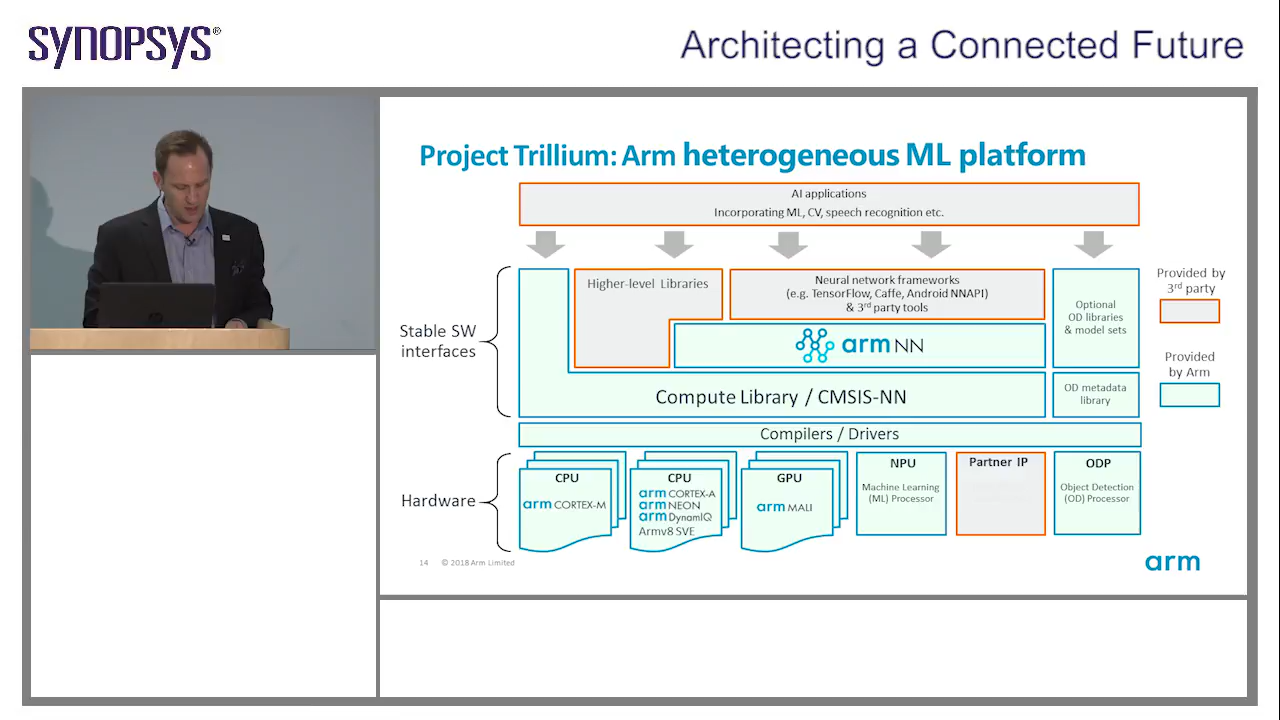 SYNOPSYS®
Architecting a Connected Future
Project Trillium: Arm heterogeneous ML platform
AI applications
Incorporating ML, CV, speech recognition etc.
Stable SW
interfaces
Higher-level Libraries
Neural network frameworks
(e.g. TensorFlow, Caffe, Android NNAPI)
& 3rd party tools
arm NN
Compute Library / CMSIS-NN
Optional
OD libraries
& model sets
OD metadata
library
Provided by
3rd party
Provided
by Arm
Compilers / Drivers
Hardware
CPU
arm CORTEX-M
CPU
arm CORTEX-A
arm NEON
arm DynamIQ
Armv8 SVE
GPU
arm MALI
NPU
Machine Learning
(ML) Processor
Partner IP
ODP
Object Detection
(OD) Processor
14 © 2018 Arm Limited
arm